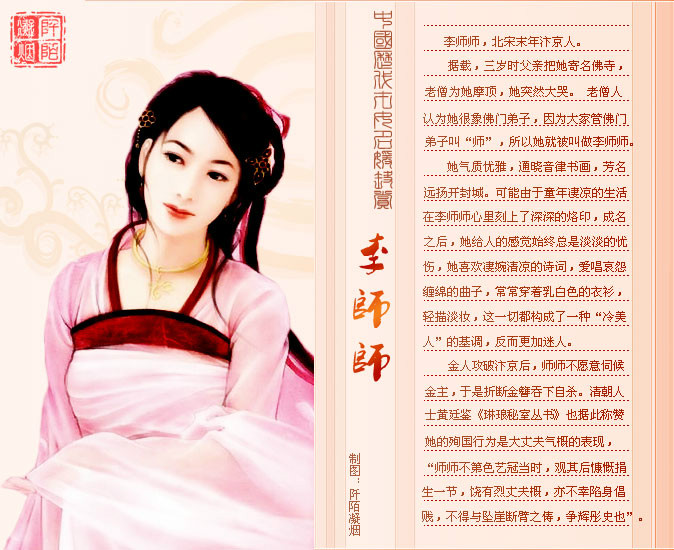 阡陌
凝烟
中國歷代十大名媛
李師師
制图：阡陌凝烟
李师师，北宋末年汴京人。
据载，三岁时父亲把她寄名佛寺，
老僧为她摩顶，她突然大哭。 老僧人
认为她很象佛门弟子，因为大家管佛门
弟子叫“师”，所以她就被叫做李师师。
她气质优雅，通晓音律书画，芳名
远扬开封城。可能由于童年凄凉的生活
在李师师心里刻上了深深的烙印，成名
之后，她给人的感觉始终总是淡淡的忧
伤，她喜欢凄婉清凉的诗词，爱唱哀怨
缠绵的曲子，常常穿着乳白色的衣衫，
轻描淡妆，这一切都构成了一种“冷美
人”的基调，反而更加迷人。
金人攻破汴京后，师师不愿意伺候
金主，于是折断金簪吞下自杀。清朝人
士黄廷鉴《琳琅秘室丛书》也据此称赞
她的殉国行为是大丈夫气概的表现，
“师师不第色艺冠当时，观其后慷慨捐
生一节，饶有烈丈夫概，亦不幸陷身倡
贱，不得与坠崖断臂之俦，争辉彤史也”。